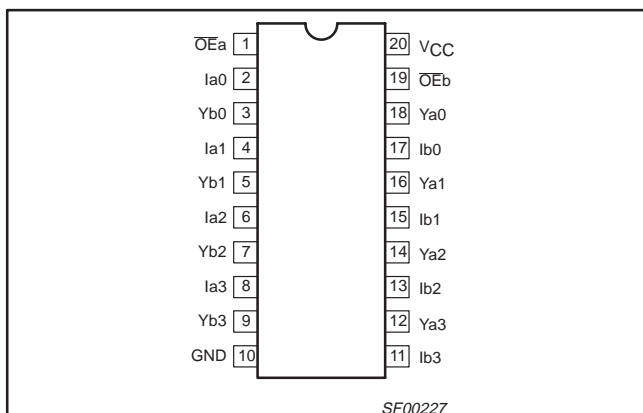 OEa 1 20 VCC
Ia0 2 19 OEb
Yb0 3 18 Ya0
Ia1 4 17 Ib0
Yb1 5 16 Ya1
Ia2 6 15 Ib1
Yb2 7 14 Ya2
Ia3 8 13 Ib2
Yb3 9 12 Ya3
GND 10 11 Ib3
SF00227